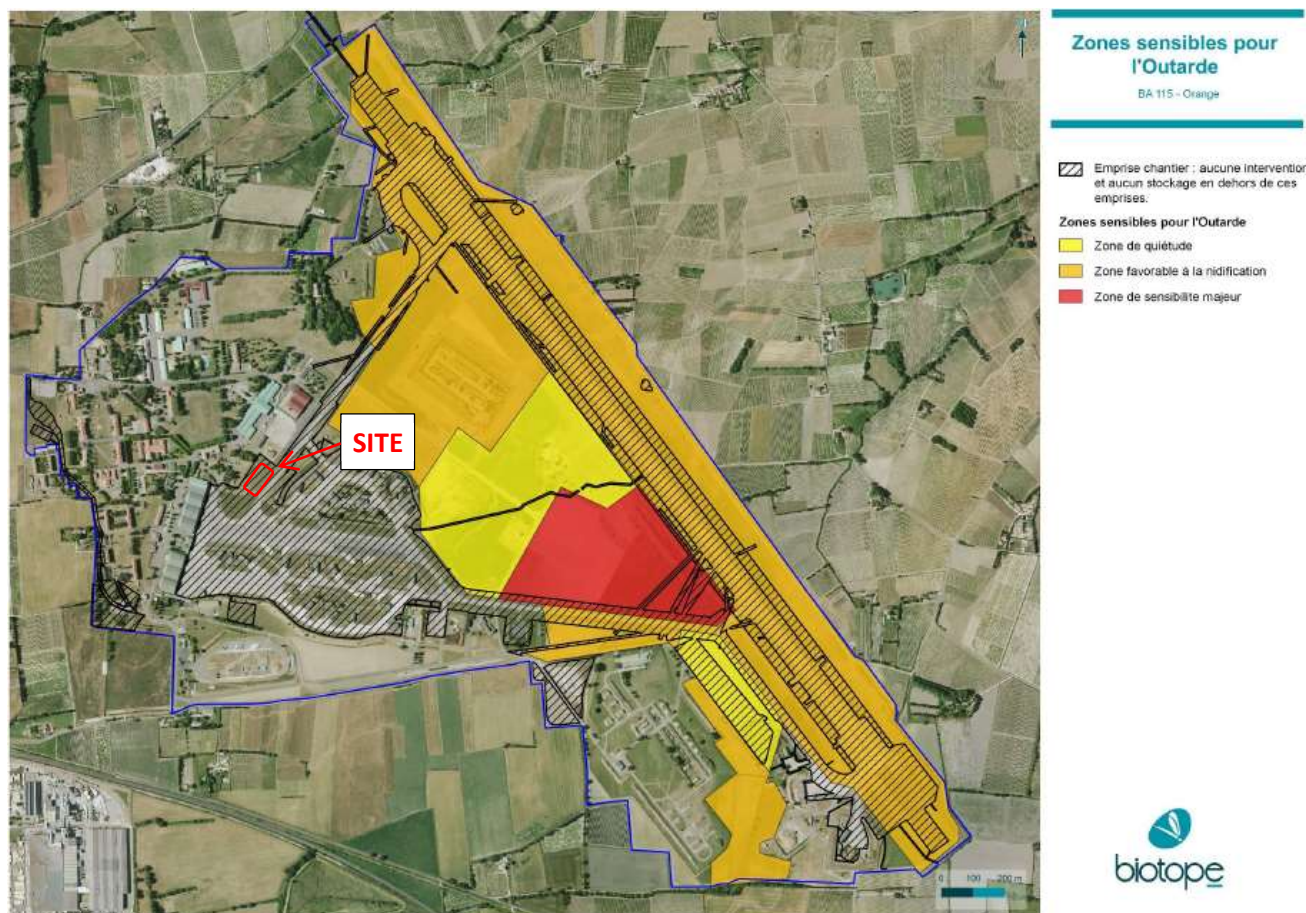 Zones sensibles pour
l'Outarde
BA 115 - Orange
Emprise chantier : aucune intervention
et aucun stockage en dehors de ces
emprises.
Zones sensibles pour l'Outarde
Zone de quiétude
Zone favorable à la nidification
Zone de sensibilite majeur
SITE
0 100 200 m
biotope